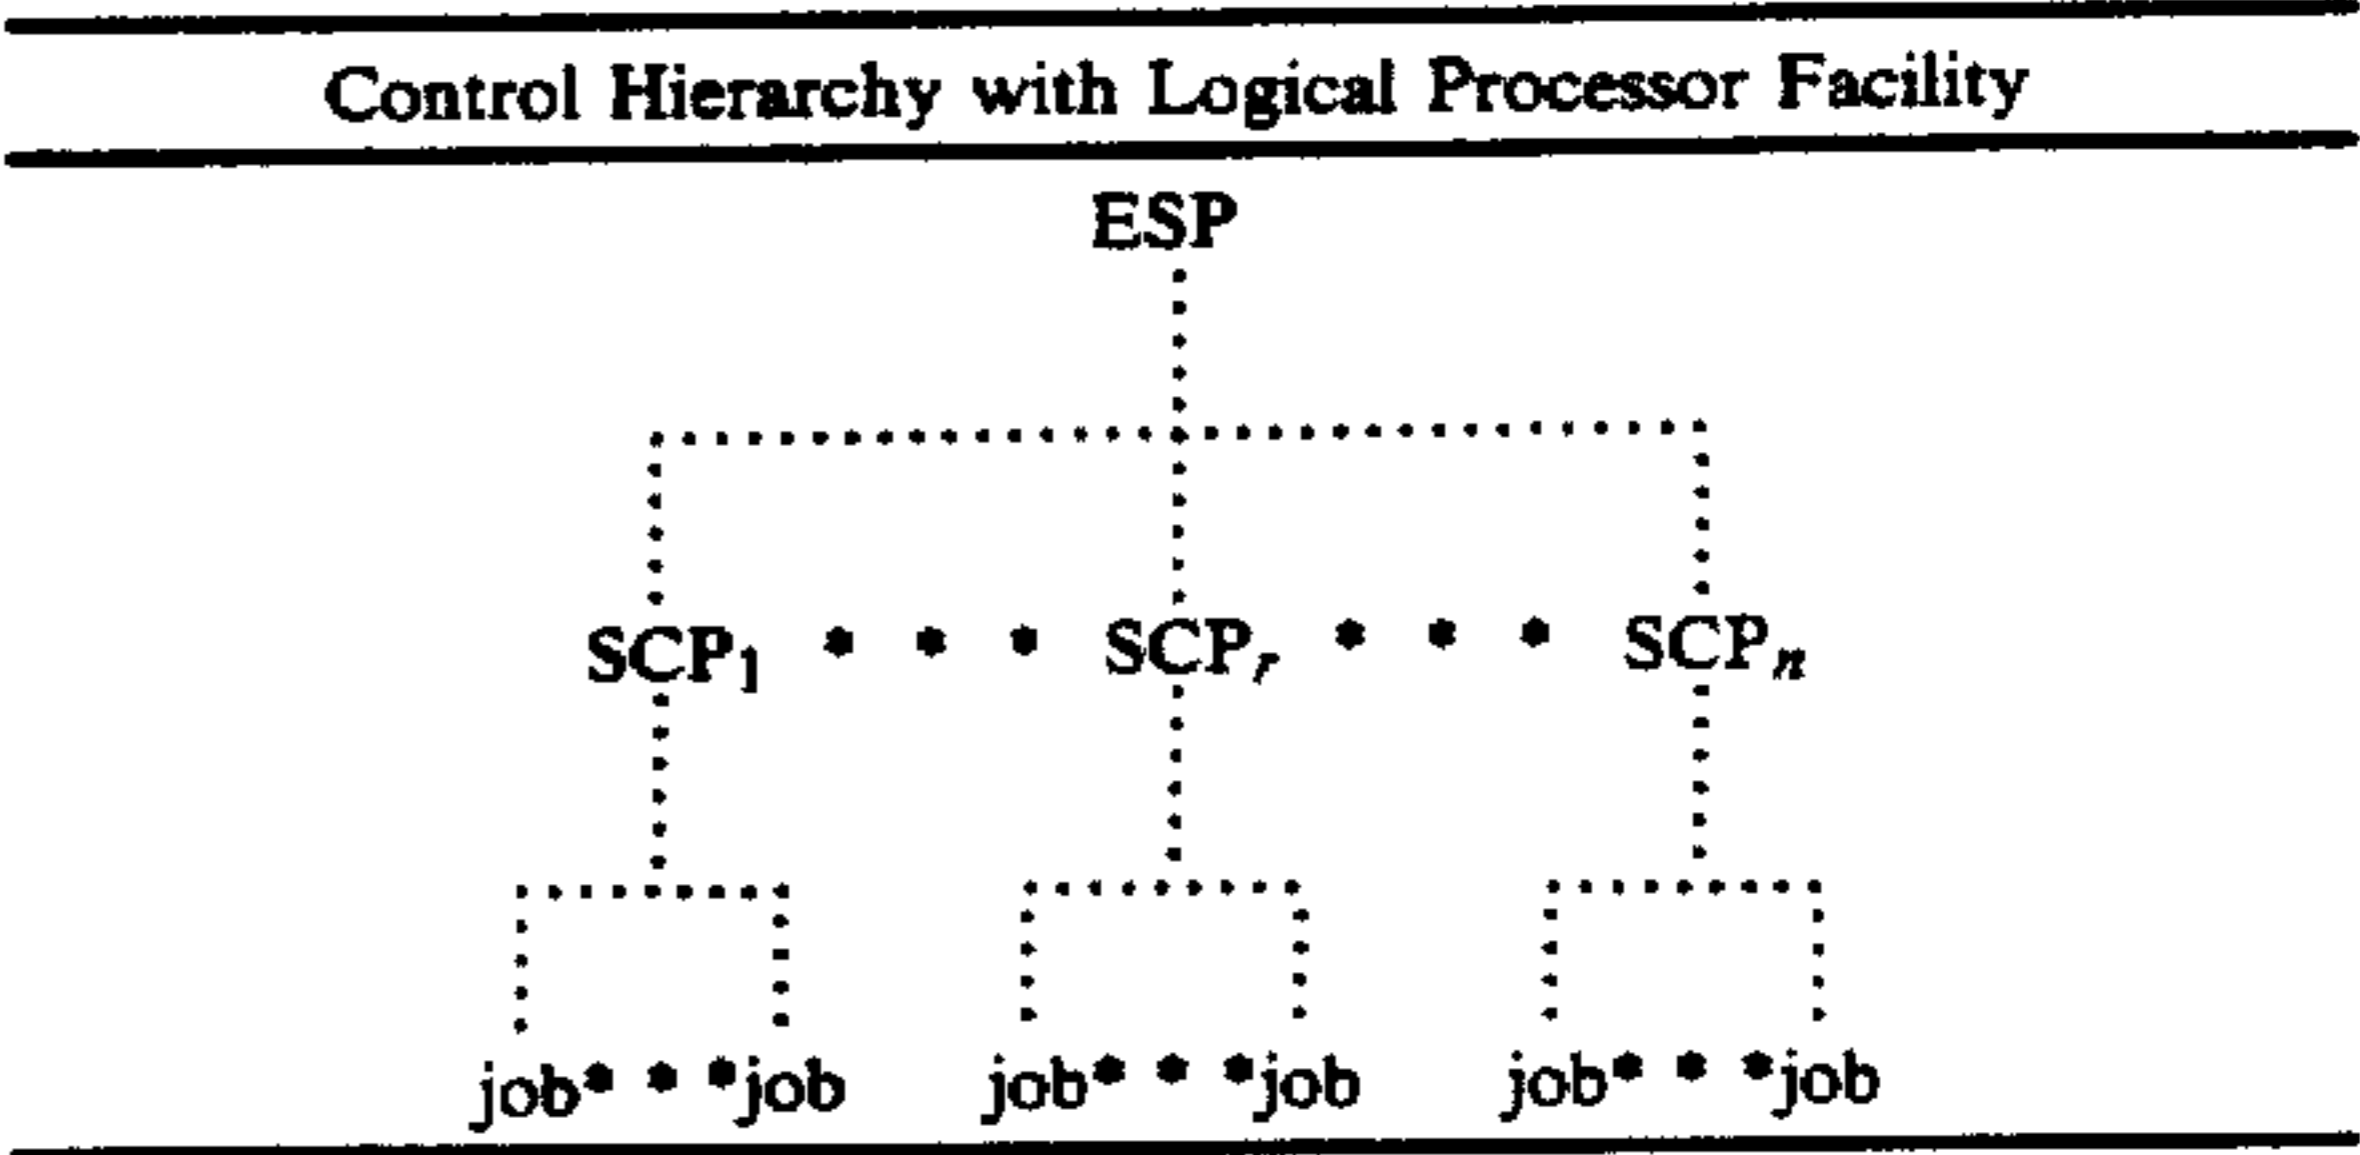 Control Hierarchy with Logical Processor Facility
ESP
SCP₁ • • • SCPᵣ • • • SCPₙ
job • • • job job • • • job job • • • job